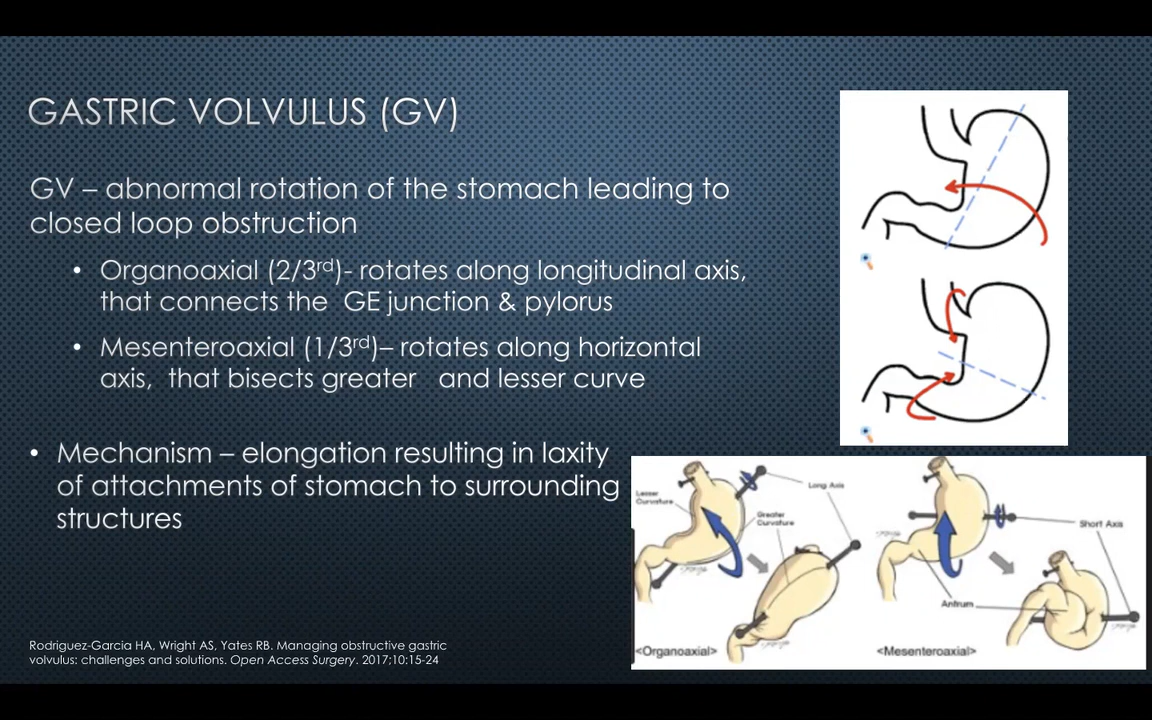 GASTRIC VOLVULUS (GV)
GV – abnormal rotation of the stomach leading to
closed loop obstruction
• Organoaxial (2/3rd)- rotates along longitudinal axis,
that connects the GE junction & pylorus
• Mesenteroaxial (1/3rd)– rotates along horizontal
axis, that bisects greater and lesser curve
• Mechanism – elongation resulting in laxity
of attachments of stomach to surrounding
structures
Lesser
Curvature
Greater
Curvature
Long Axis
<Organoaxial>
Short Axis
Antrum
<Mesenteroaxial>
Rodriguez-Garcia HA, Wright AS, Yates RB. Managing obstructive gastric
volvulus: challenges and solutions. Open Access Surgery. 2017;10:15-24